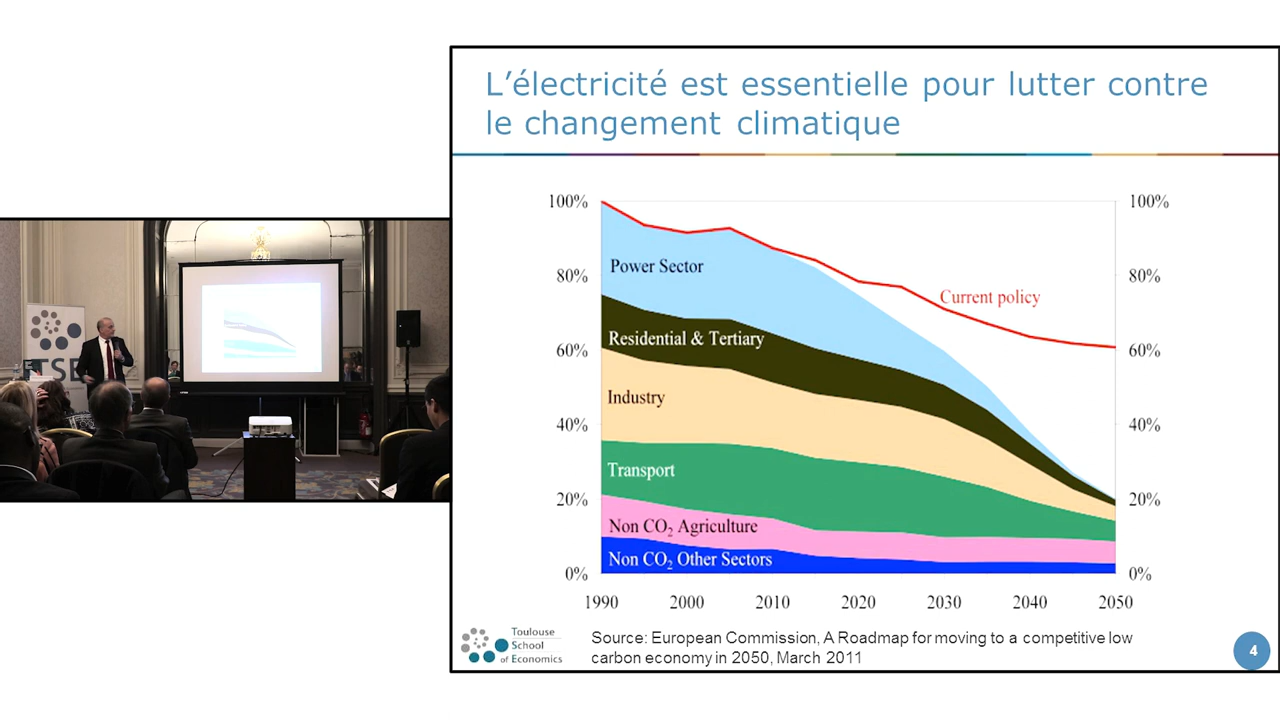 L'électricité est essentielle pour lutter contre
le changement climatique
100%
80%
60%
40%
20%
0%
100%
80%
60%
40%
20%
0%
Current policy
Power Sector
Residential & Tertiary
Industry
Transport
Non CO₂ Agriculture
Non CO₂ Other Sectors
1990 2000 2010 2020 2030 2040 2050
Toulouse
School
of Economics
Source: European Commission, A Roadmap for moving to a competitive low
carbon economy in 2050, March 2011
4
TSE